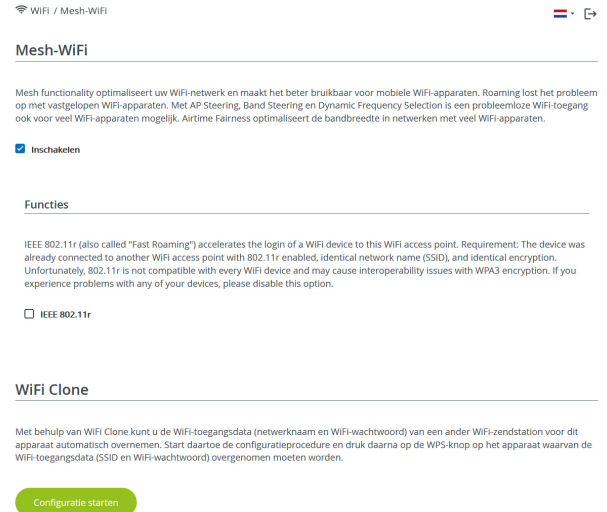 WiFi / Mesh-WiFi
Mesh-WiFi
Mesh functionality optimaliseert uw WiFi-netwerk en maakt het beter bruikbaar voor mobiele WiFi-apparaten. Roaming lost het probleem
op met vastgelopen WiFi-apparaten. Met AP Steering, Band Steering en Dynamic Frequency Selection is een probleemloze WiFi-toegang
ook voor veel WiFi-apparaten mogelijk. Airtime Fairness optimaliseert de bandbreedte in netwerken met veel WiFi-apparaten.
Inschakelen
Functies
IEEE 802.11r (also called "Fast Roaming") accelerates the login of a WiFi device to this WiFi access point. Requirement: The device was
already connected to another WiFi access point with 802.11r enabled, identical network name (SSID), and identical encryption.
Unfortunately, 802.11r is not compatible with every WiFi device and may cause interoperability issues with WPA3 encryption. If you
experience problems with any of your devices, please disable this option.
IEEE 802.11r
WiFi Clone
Met behulp van WiFi Clone kunt u de WiFi-toegangsdata (netwerknaam en WiFi-wachtwoord) van een ander WiFi-zendstation voor dit
apparaat automatisch overnemen. Start daartoe de configuratieprocedure en druk daarna op de WPS-knop op het apparaat waarvan de
WiFi-toegangsdata (SSID en WiFi-wachtwoord) overgenomen moeten worden.
Configuratie starten